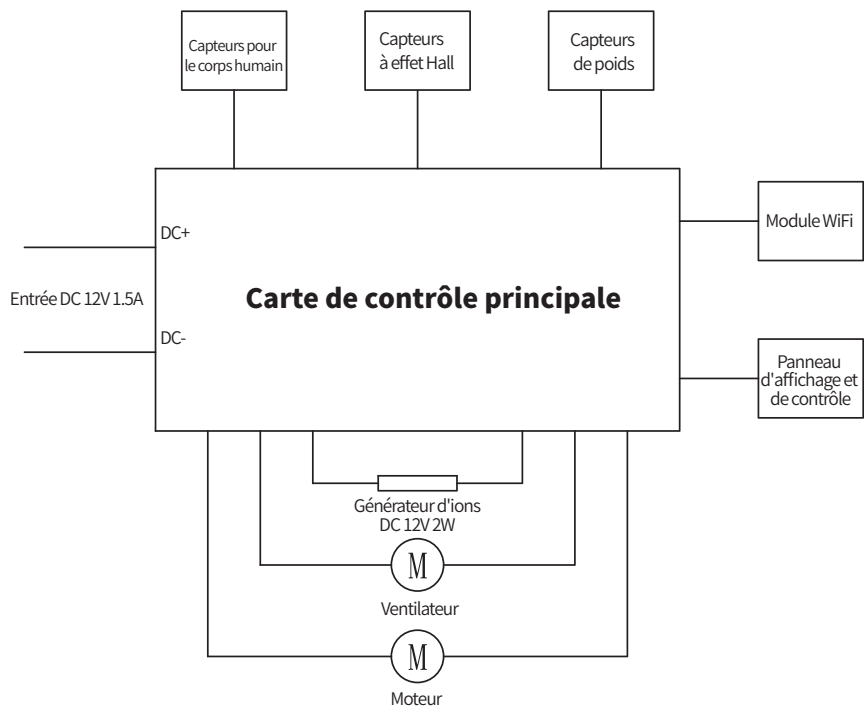 Capteurs pour
le corps humain
Capteurs
à effet Hall
Capteurs
de poids
Module WiFi
DC+
Entrée DC 12V 1.5A
Carte de contrôle principale
DC-
Panneau
d'affichage et
de contrôle
Générateur d'ions
DC 12V 2W
M
Ventilateur
M
Moteur